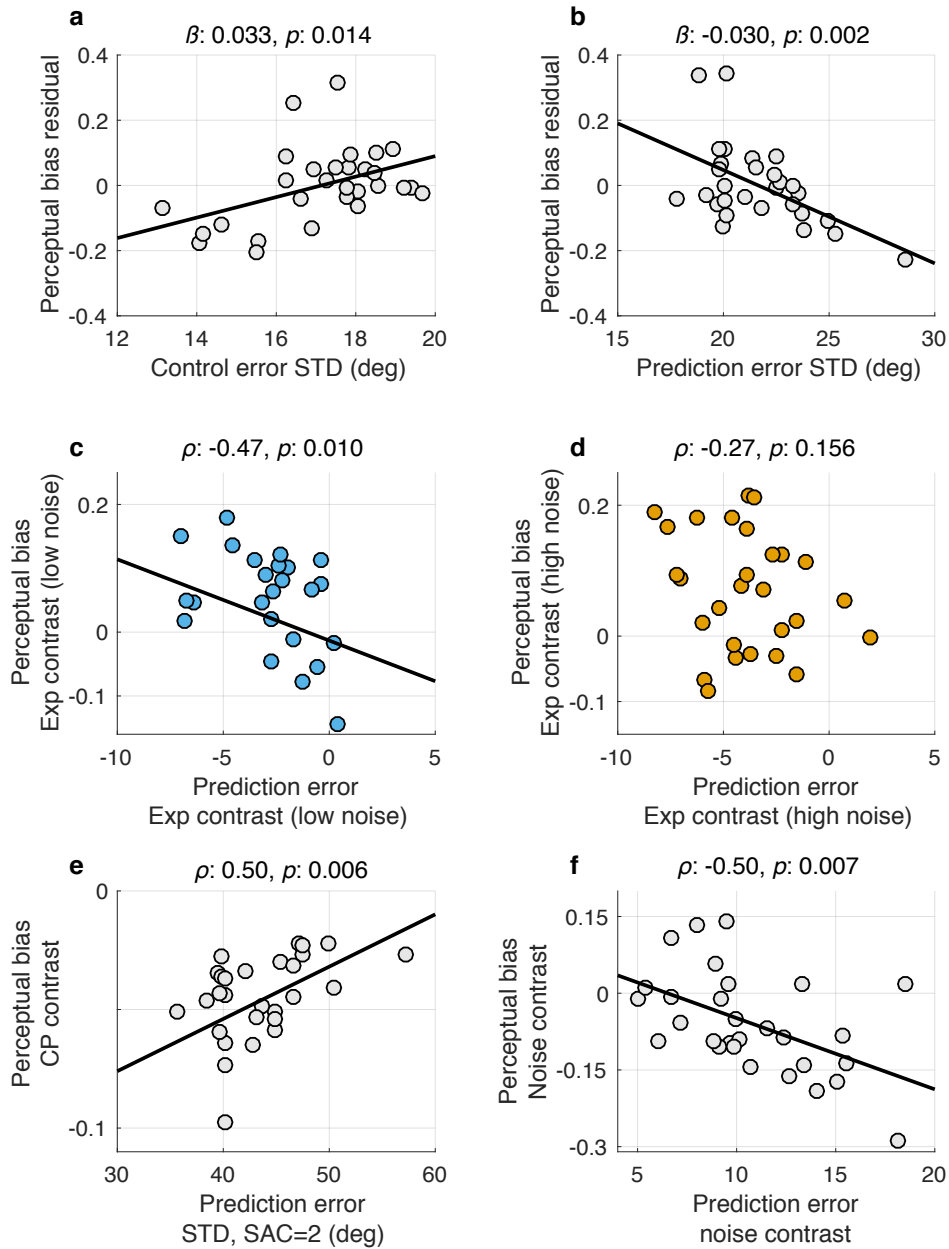 a
ß: 0.033, p: 0.014
Perceptual bias residual
0.4
0.2
0
-0.2
-0.4
12 14 16 18 20
Control error STD (deg)
b
ß: -0.030, p: 0.002
Perceptual bias residual
0.4
0.2
0
-0.2
-0.4
15 20 25 30
Prediction error STD (deg)
c
ρ: -0.47, p: 0.010
Perceptual bias
Exp contrast (low noise)
0.2
0
-0.1
-10 -5 0 5
Prediction error
Exp contrast (low noise)
d
ρ: -0.27, p: 0.156
Perceptual bias
Exp contrast (high noise)
0.2
0
-0.1
-10 -5 0 5
Prediction error
Exp contrast (high noise)
e
ρ: 0.50, p: 0.006
Perceptual bias
CP contrast
0
-0.1
30 40 50 60
Prediction error
STD, SAC=2 (deg)
f
ρ: -0.50, p: 0.007
Perceptual bias
Noise contrast
0.15
0
-0.15
-0.3
5 10 15 20
Prediction error
noise contrast